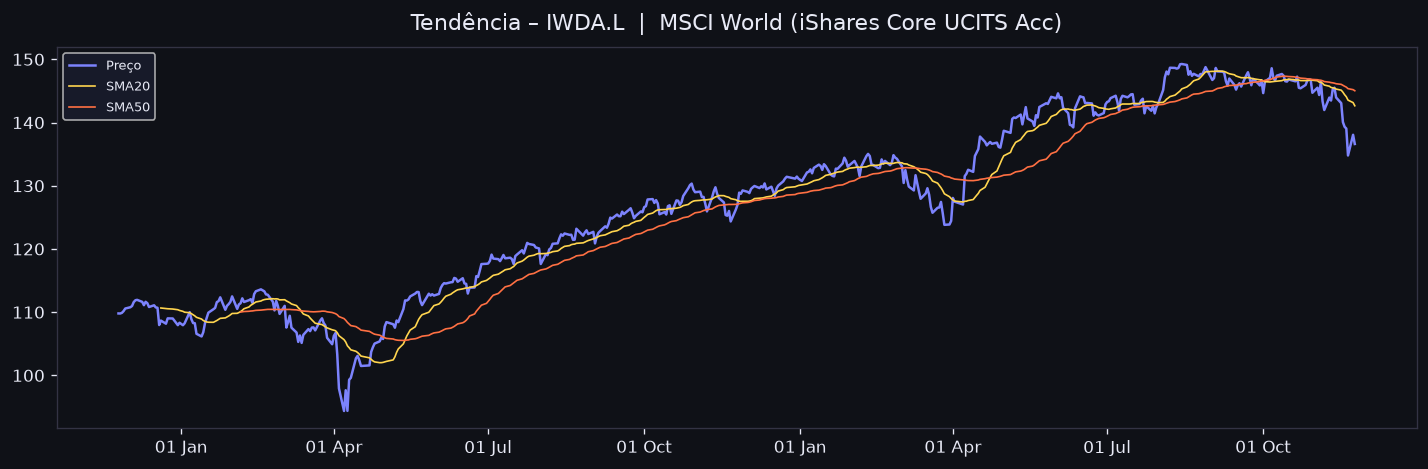 Tendência – IWDA.L  |  MSCI World (iShares Core UCITS Acc)
Preço
SMA20
SMA50
150
140
130
120
110
100
01 Jan
01 Apr
01 Jul
01 Oct
01 Jan
01 Apr
01 Jul
01 Oct